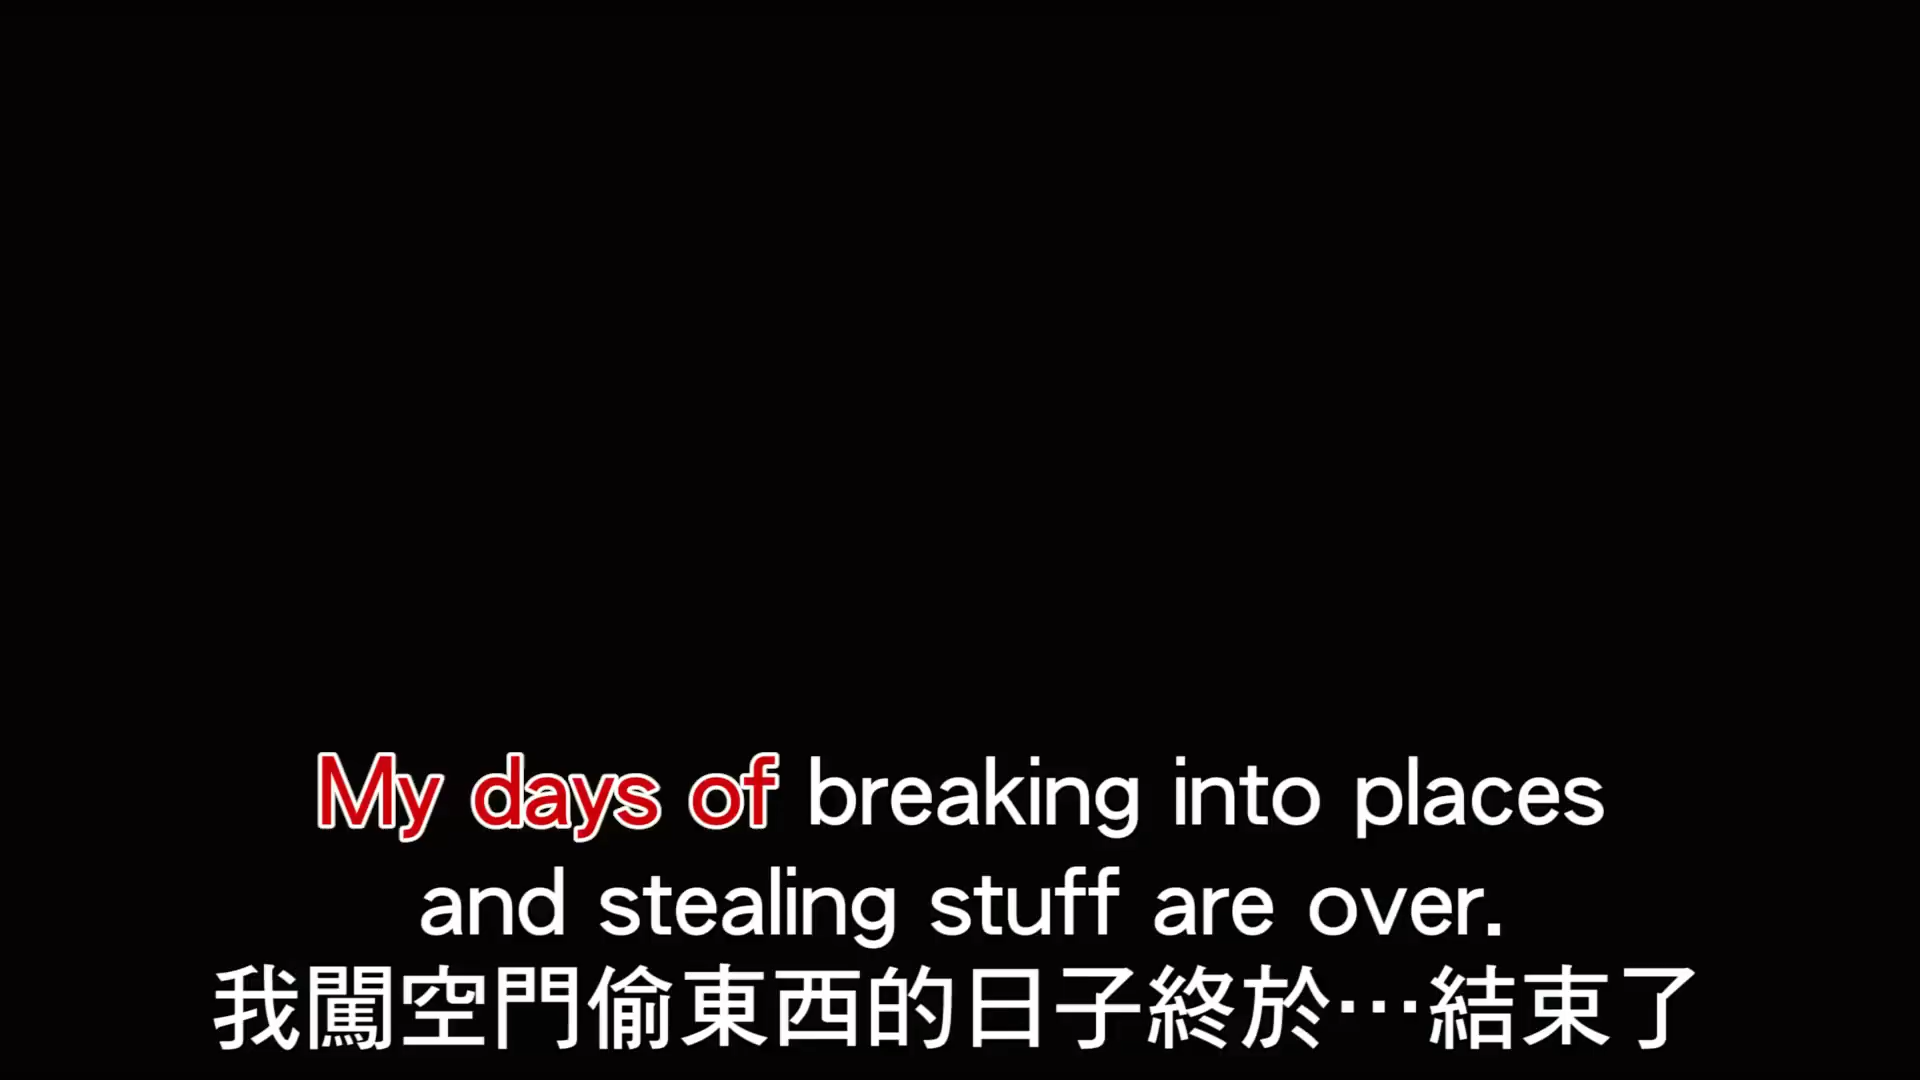 My days of breaking into places
and stealing stuff are over.
我闖空門偷東西的日子終於…結束了